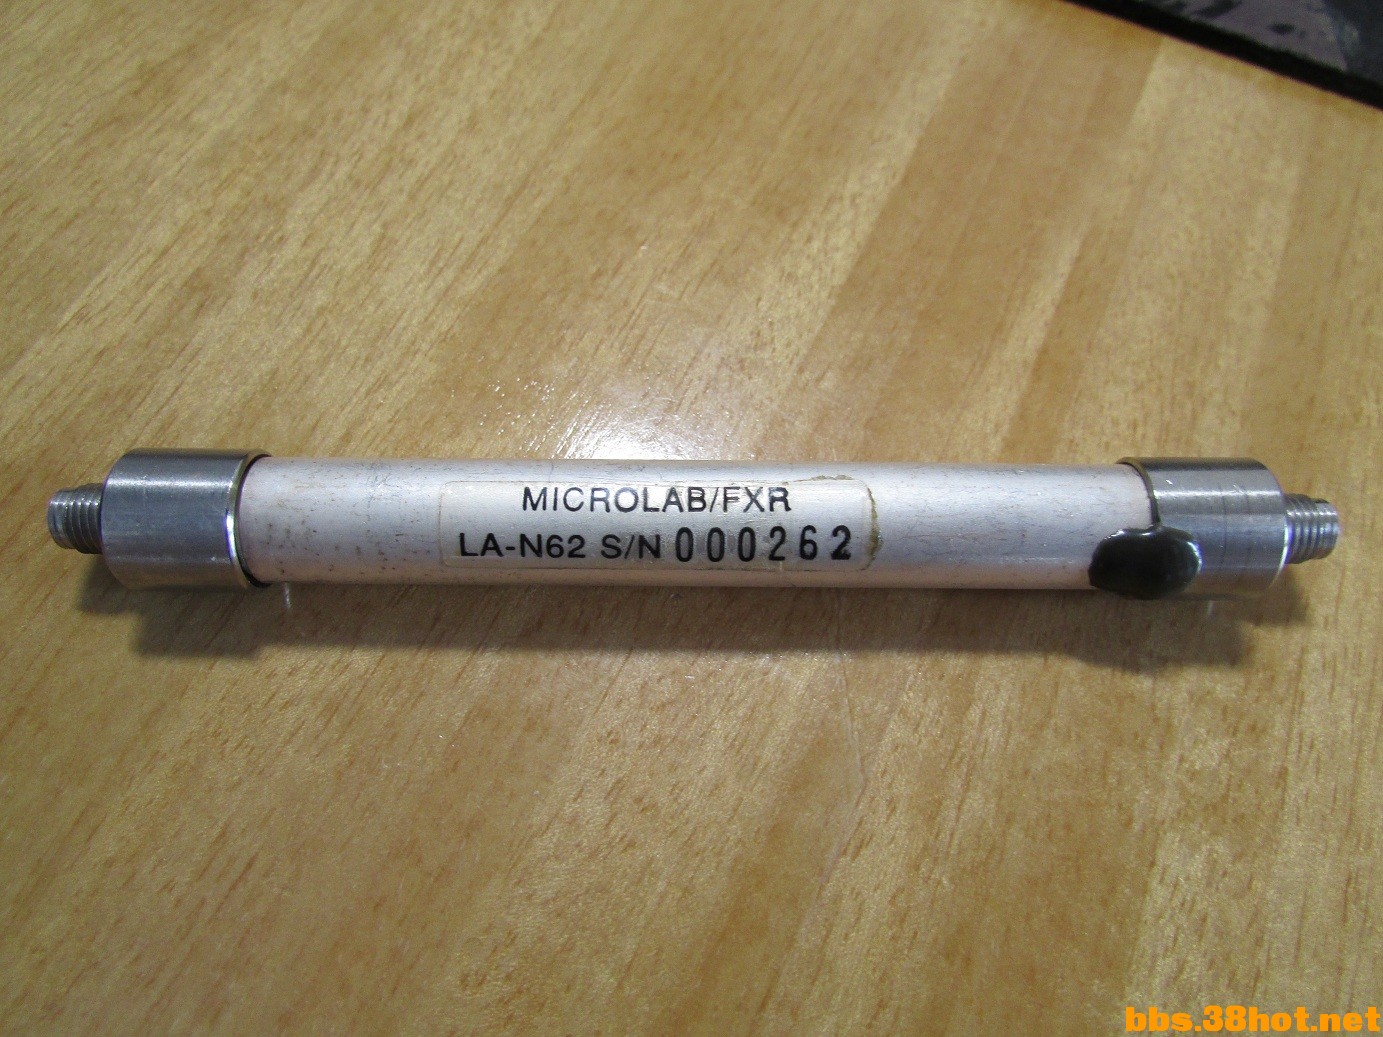 MICROLAB/FXR
LA-N62 S/N 000262
bbs.38hot.net